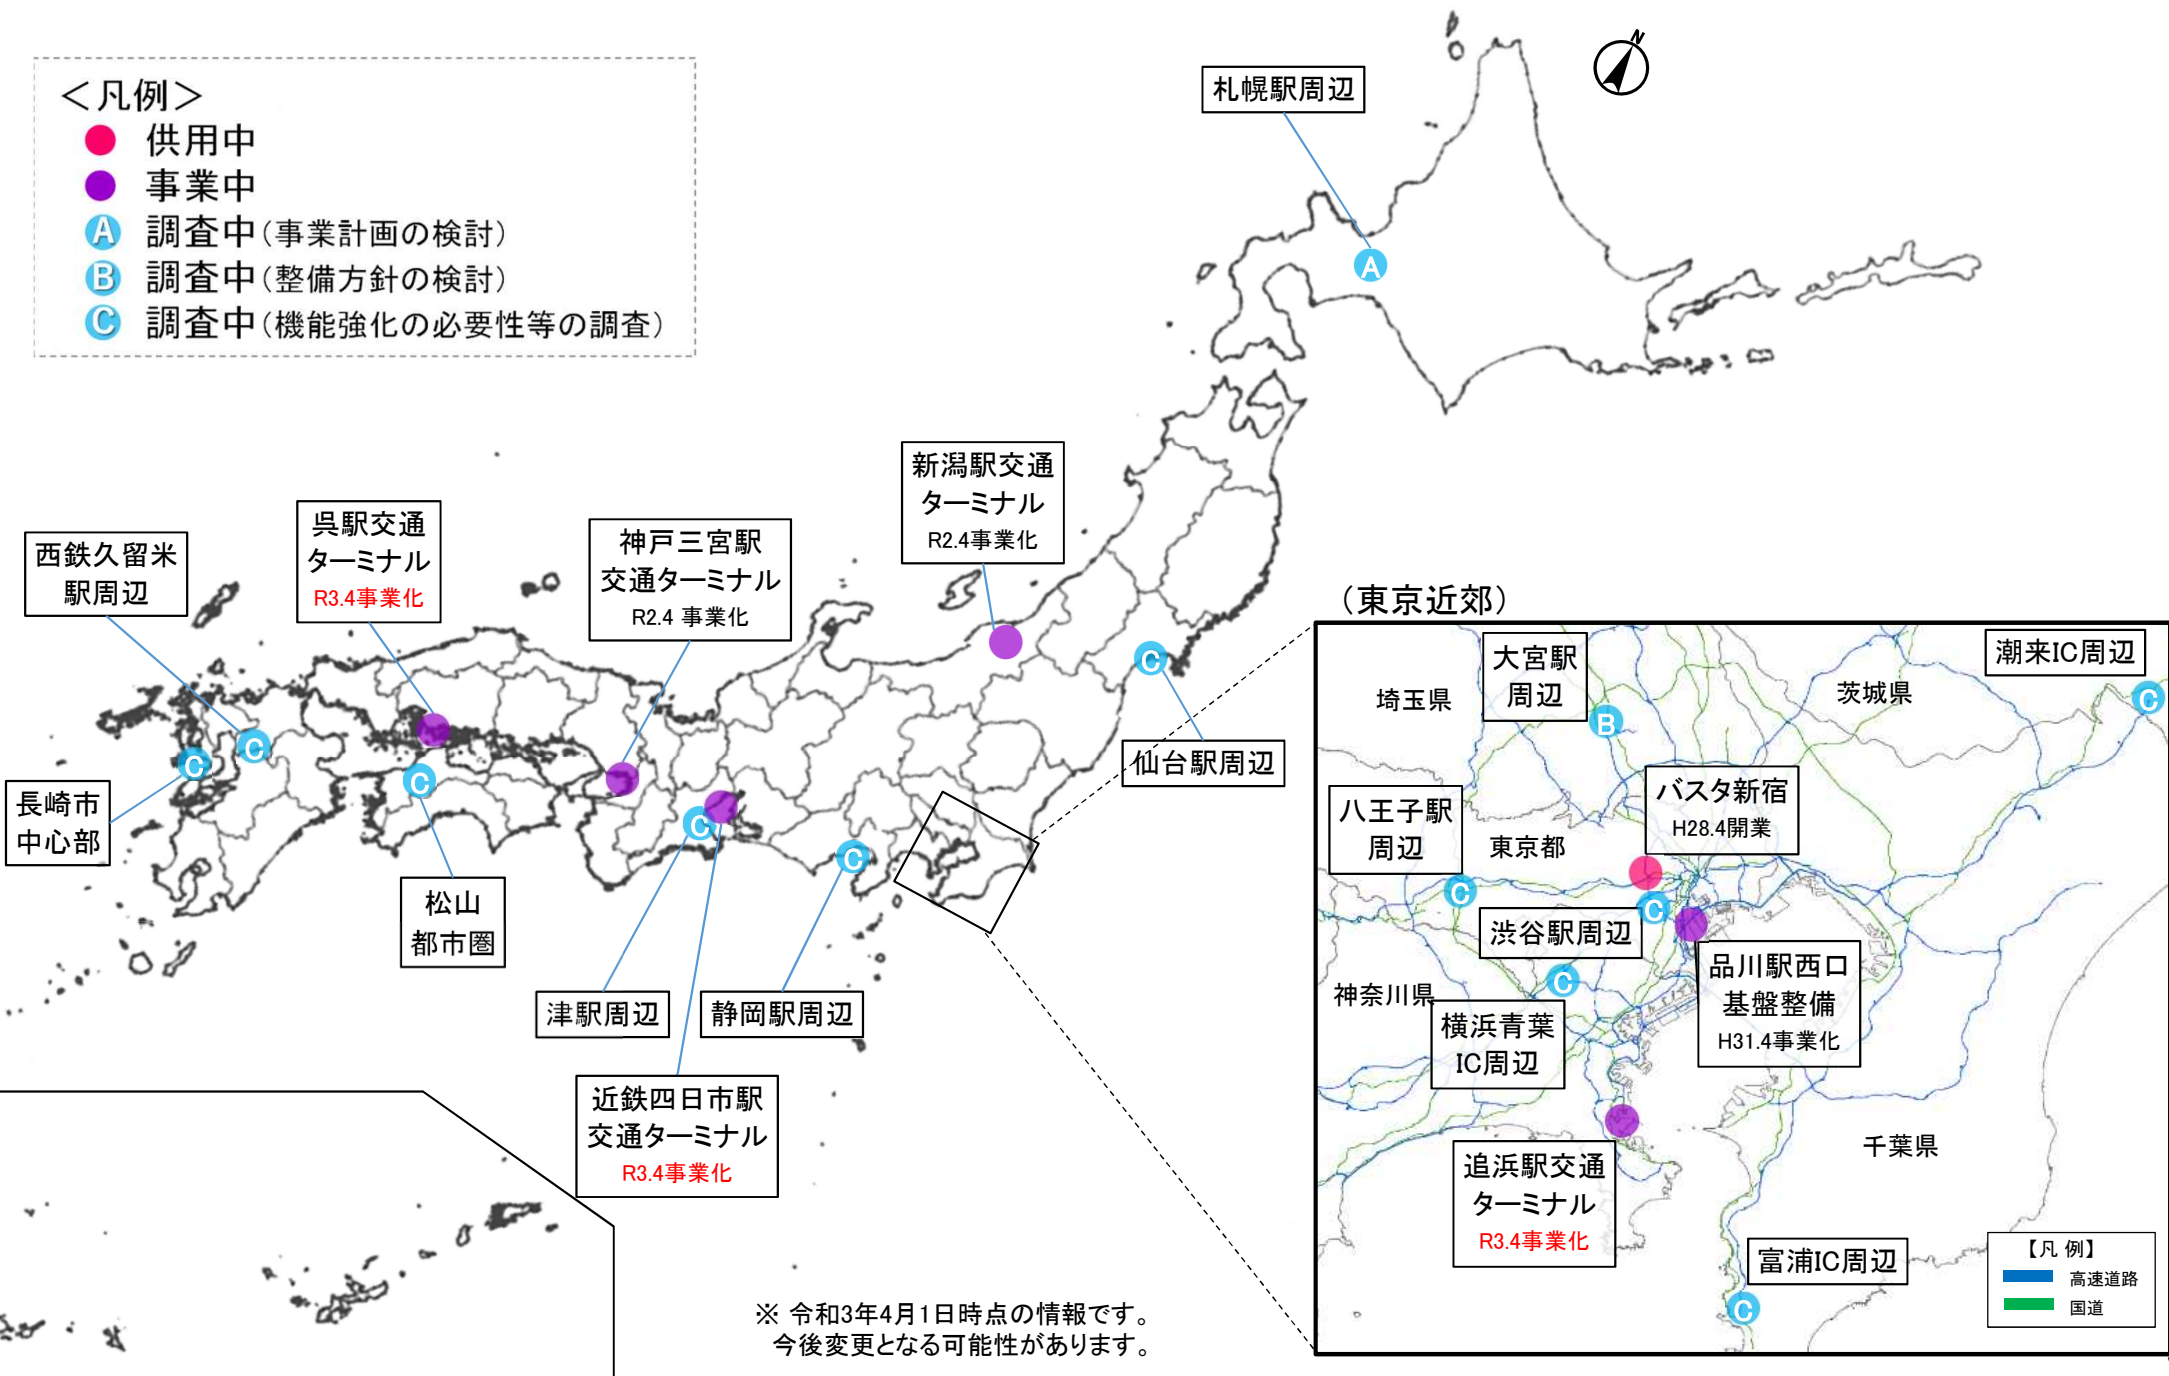 ＜凡例＞
供用中
事業中
A 調査中（事業計画の検討）
B 調査中（整備方針の検討）
C 調査中（機能強化の必要性等の調査）
N
札幌駅周辺
A
新潟駅交通
ターミナル
R2.4事業化
西鉄久留米
駅周辺
呉駅交通
ターミナル
R3.4事業化
神戸三宮駅
交通ターミナル
R2.4 事業化
C
仙台駅周辺
C
C
C
C
C
長崎市
中心部
松山
都市圏
津駅周辺
静岡駅周辺
近鉄四日市駅
交通ターミナル
R3.4事業化
※ 令和3年4月1日時点の情報です。
今後変更となる可能性があります。
（東京近郊）
大宮駅
周辺
潮来IC周辺
埼玉県
茨城県
C
B
八王子駅
周辺
東京都
バスタ新宿
H28.4開業
C
C
渋谷駅周辺
品川駅西口
基盤整備
H31.4事業化
神奈川県
C
横浜青葉
IC周辺
追浜駅交通
ターミナル
R3.4事業化
千葉県
富浦IC周辺
C
【凡 例】
高速道路
国道